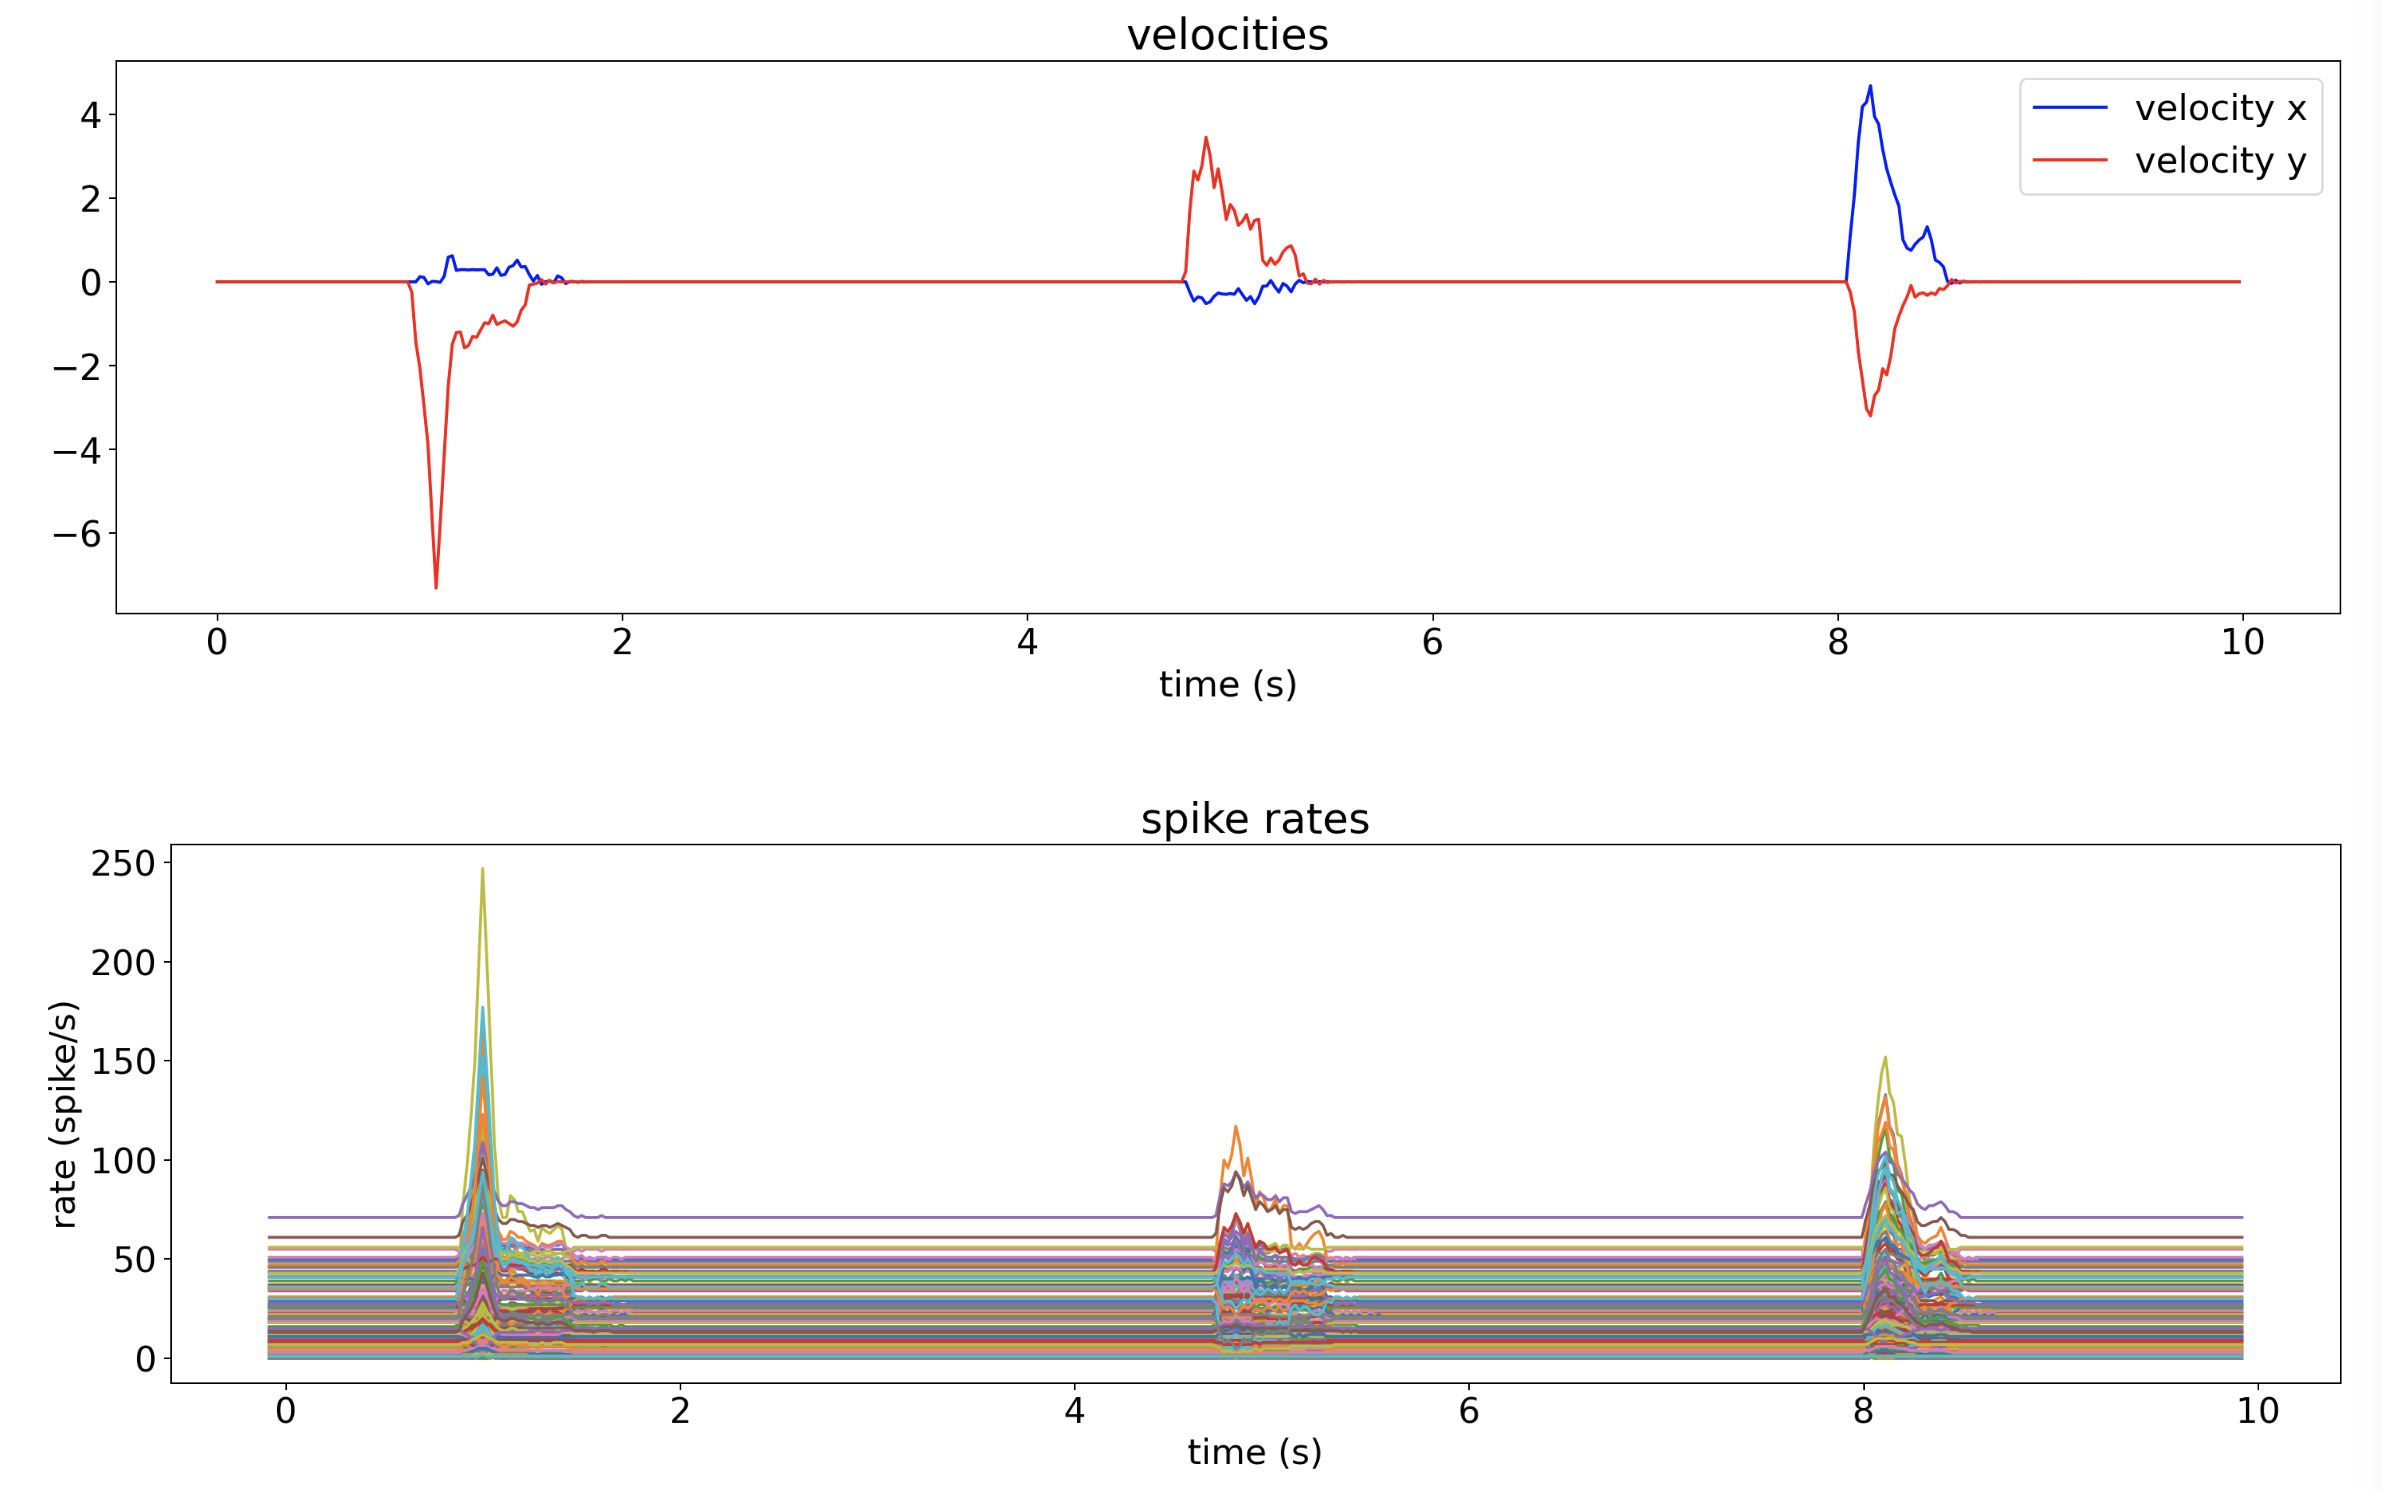 velocities
4
2
0
−2
−4
−6
velocity x
velocity y
0 2 4 6 8 10
time (s)
spike rates
250
200
150
100
50
0
rate (spike/s)
0 2 4 6 8 10
time (s)